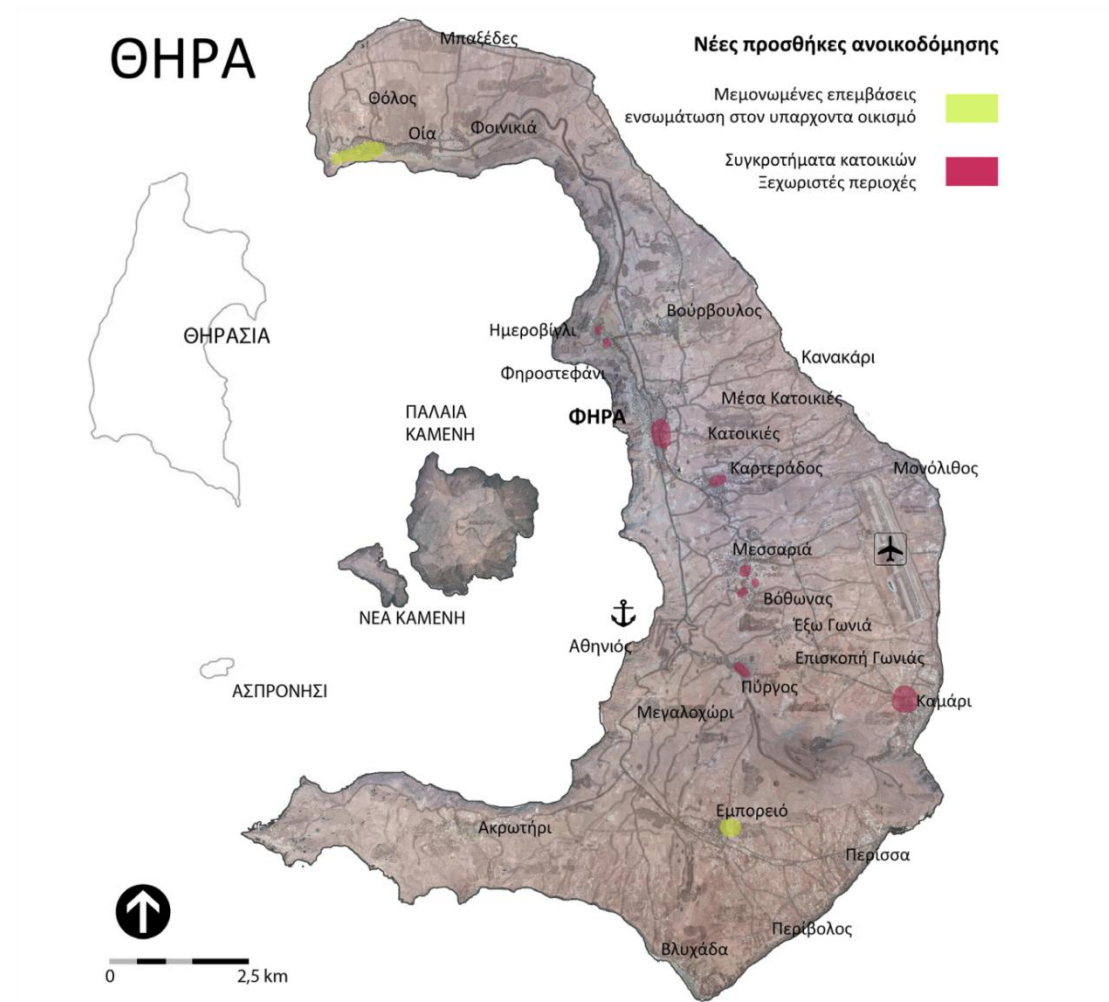 ΘΗΡΑ
Νέες προσθήκες ανοικοδόμησης
Μεμονωμένες επεμβάσεις
ενσωμάτωση στον υπαρχοντα οικισμό
Συγκροτήματα κατοικιών
Ξεχωριστές περιοχές
Μπαξέδες
Θόλος
Οία
Φοινικιά
ΘΗΡΑΣΙΑ
Ημεροβίγλι
Βούρβουλος
Κανακάρι
Φηροστεφάνι
Μέσα Κατοικιές
ΠΑΛΑΙΑ
ΚΑΜΕΝΗ
ΦΗΡΑ
Κατοικιές
Καρτεράδος
Μονόλιθος
Μεσσαριά
Βόθωνας
ΝΕΑ ΚΑΜΕΝΗ
Έξω Γωνιά
Αθηνιός
Επισκοπή Γωνιάς
ΑΣΠΡΟΝΗΣΙ
Πύργος
Καμάρι
Μεγαλοχώρι
Εμπορειό
Ακρωτήρι
Περίσσα
Περίβολος
Βλυχάδα
0 2,5 km